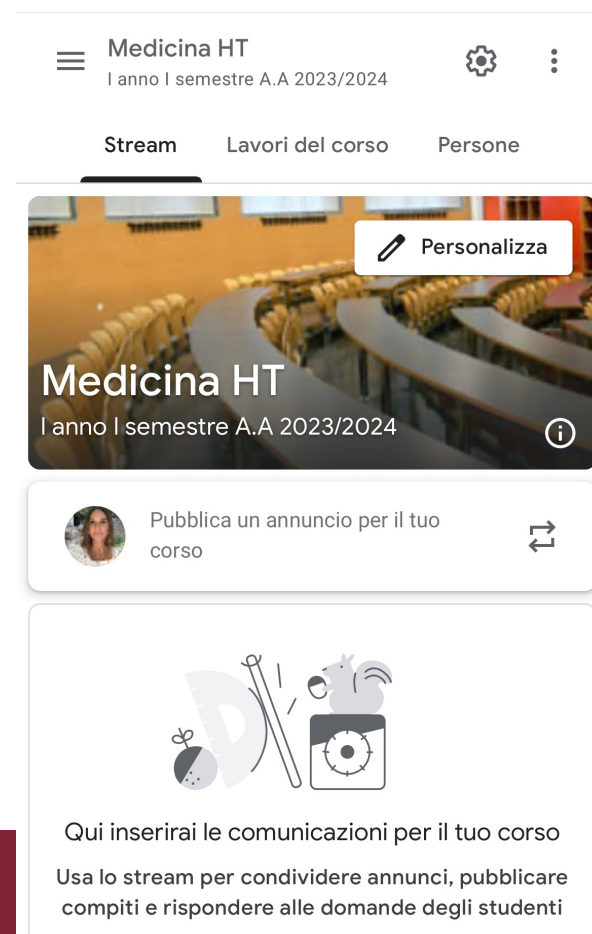 Medicina HT
I anno I semestre A.A 2023/2024
Stream
Lavori del corso
Persone
Personalizza
Medicina HT
I anno I semestre A.A 2023/2024
Pubblica un annuncio per il tuo
corso
Qui inserirai le comunicazioni per il tuo corso
Usa lo stream per condividere annunci, pubblicare
compiti e rispondere alle domande degli studenti